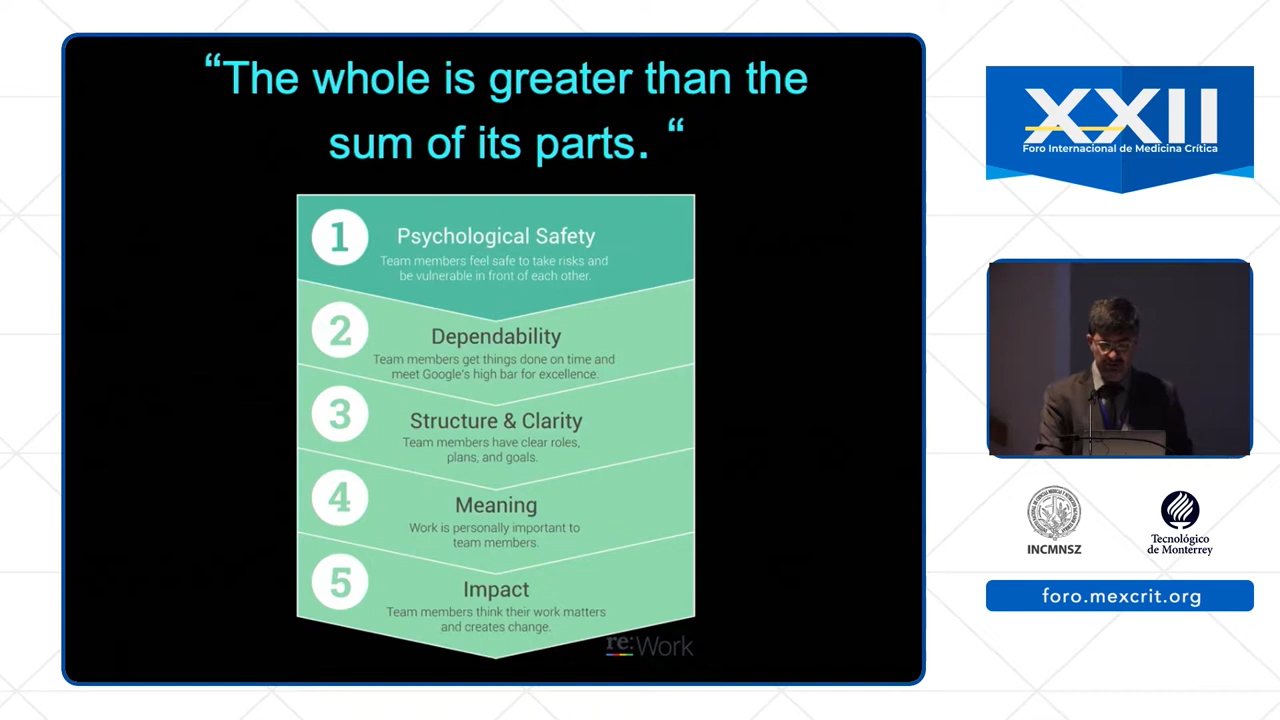 “The whole is greater than the
sum of its parts. “
1
Psychological Safety
Team members feel safe to take risks and
be vulnerable in front of each other.
2
Dependability
Team members get things done on time and
meet Google's high bar for excellence.
3
Structure & Clarity
Team members have clear roles,
plans, and goals.
4
Meaning
Work is personally important to
team members.
5
Impact
Team members think their work matters
and creates change.
re:Work
XXII
Foro Internacional de Medicina Crítica
INCMNSZ
Tecnológico
de Monterrey
foro.mexcrit.org